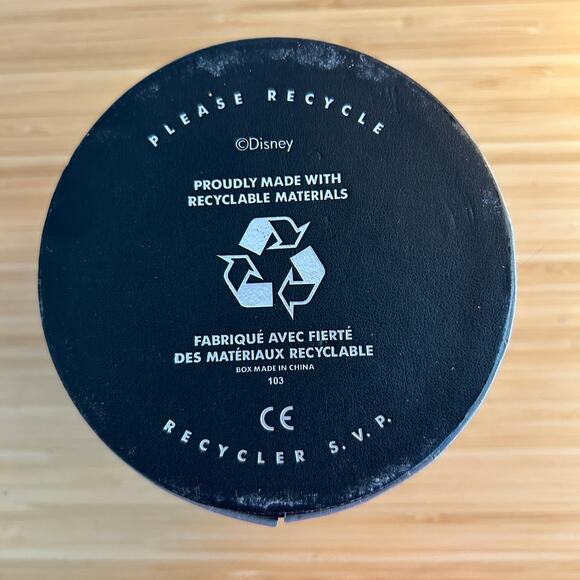 PLEASE RECYCLE
©Disney
PROUDLY MADE WITH
RECYCLABLE MATERIALS
FABRIQUÉ AVEC FIERTÉ
DES MATÉRIAUX RECYCLABLE
BOX MADE IN CHINA
103
CE
RECYCLER S.V.P.